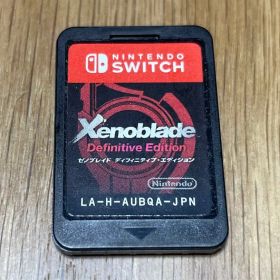 NINTENDO
SWITCH
Xenoblade
Definitive Edition
ゼノブレイド ディフィニティブ・エディション
Nintendo
LA-H-AUBQA-JPN